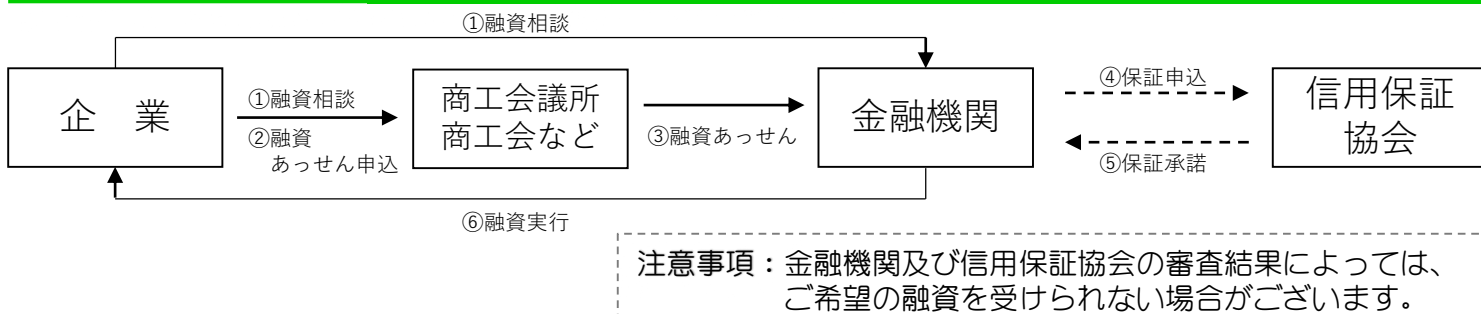 ①融資相談
企　業
①融資相談
②融資
あっせん申込
商工会議所
商工会など
③融資あっせん
金融機関
④保証申込
⑤保証承諾
信用保証
協会
⑥融資実行
注意事項：金融機関及び信用保証協会の審査結果によっては、
ご希望の融資を受けられない場合がございます。